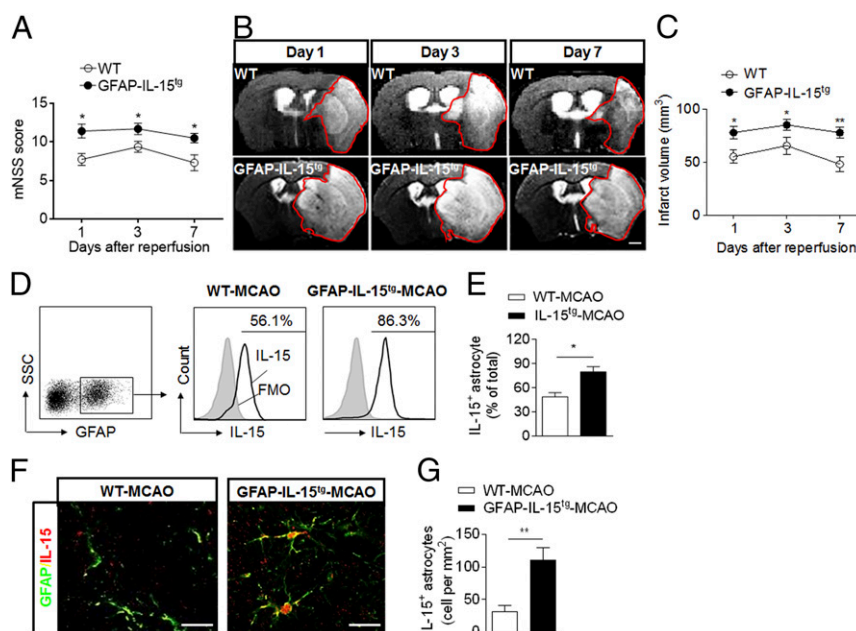 A
WT
GFAP-IL-15tg
mNSS score
15
10
5
0
* * *
1 3 7
Days after reperfusion
B
Day 1 Day 3 Day 7
WT WT WT
GFAP-IL-15tg GFAP-IL-15tg GFAP-IL-15tg
C
WT
GFAP-IL-15tg
Infarct volume (mm3)
100
50
0
* * **
1 3 7
Days after reperfusion
D
SSC
GFAP
WT-MCAO GFAP-IL-15tg-MCAO
56.1% 86.3%
Count
IL-15
FMO
IL-15 IL-15
E
WT-MCAO
IL-15tg-MCAO
IL-15+ astrocyte
(% of total)
120
90
60
30
0
*
F
WT-MCAO GFAP-IL-15tg-MCAO
GFAP/IL-15
G
WT-MCAO
GFAP-IL-15tg-MCAO
L-15+ astrocytes
(cell per mm2)
150
100
50
0
**